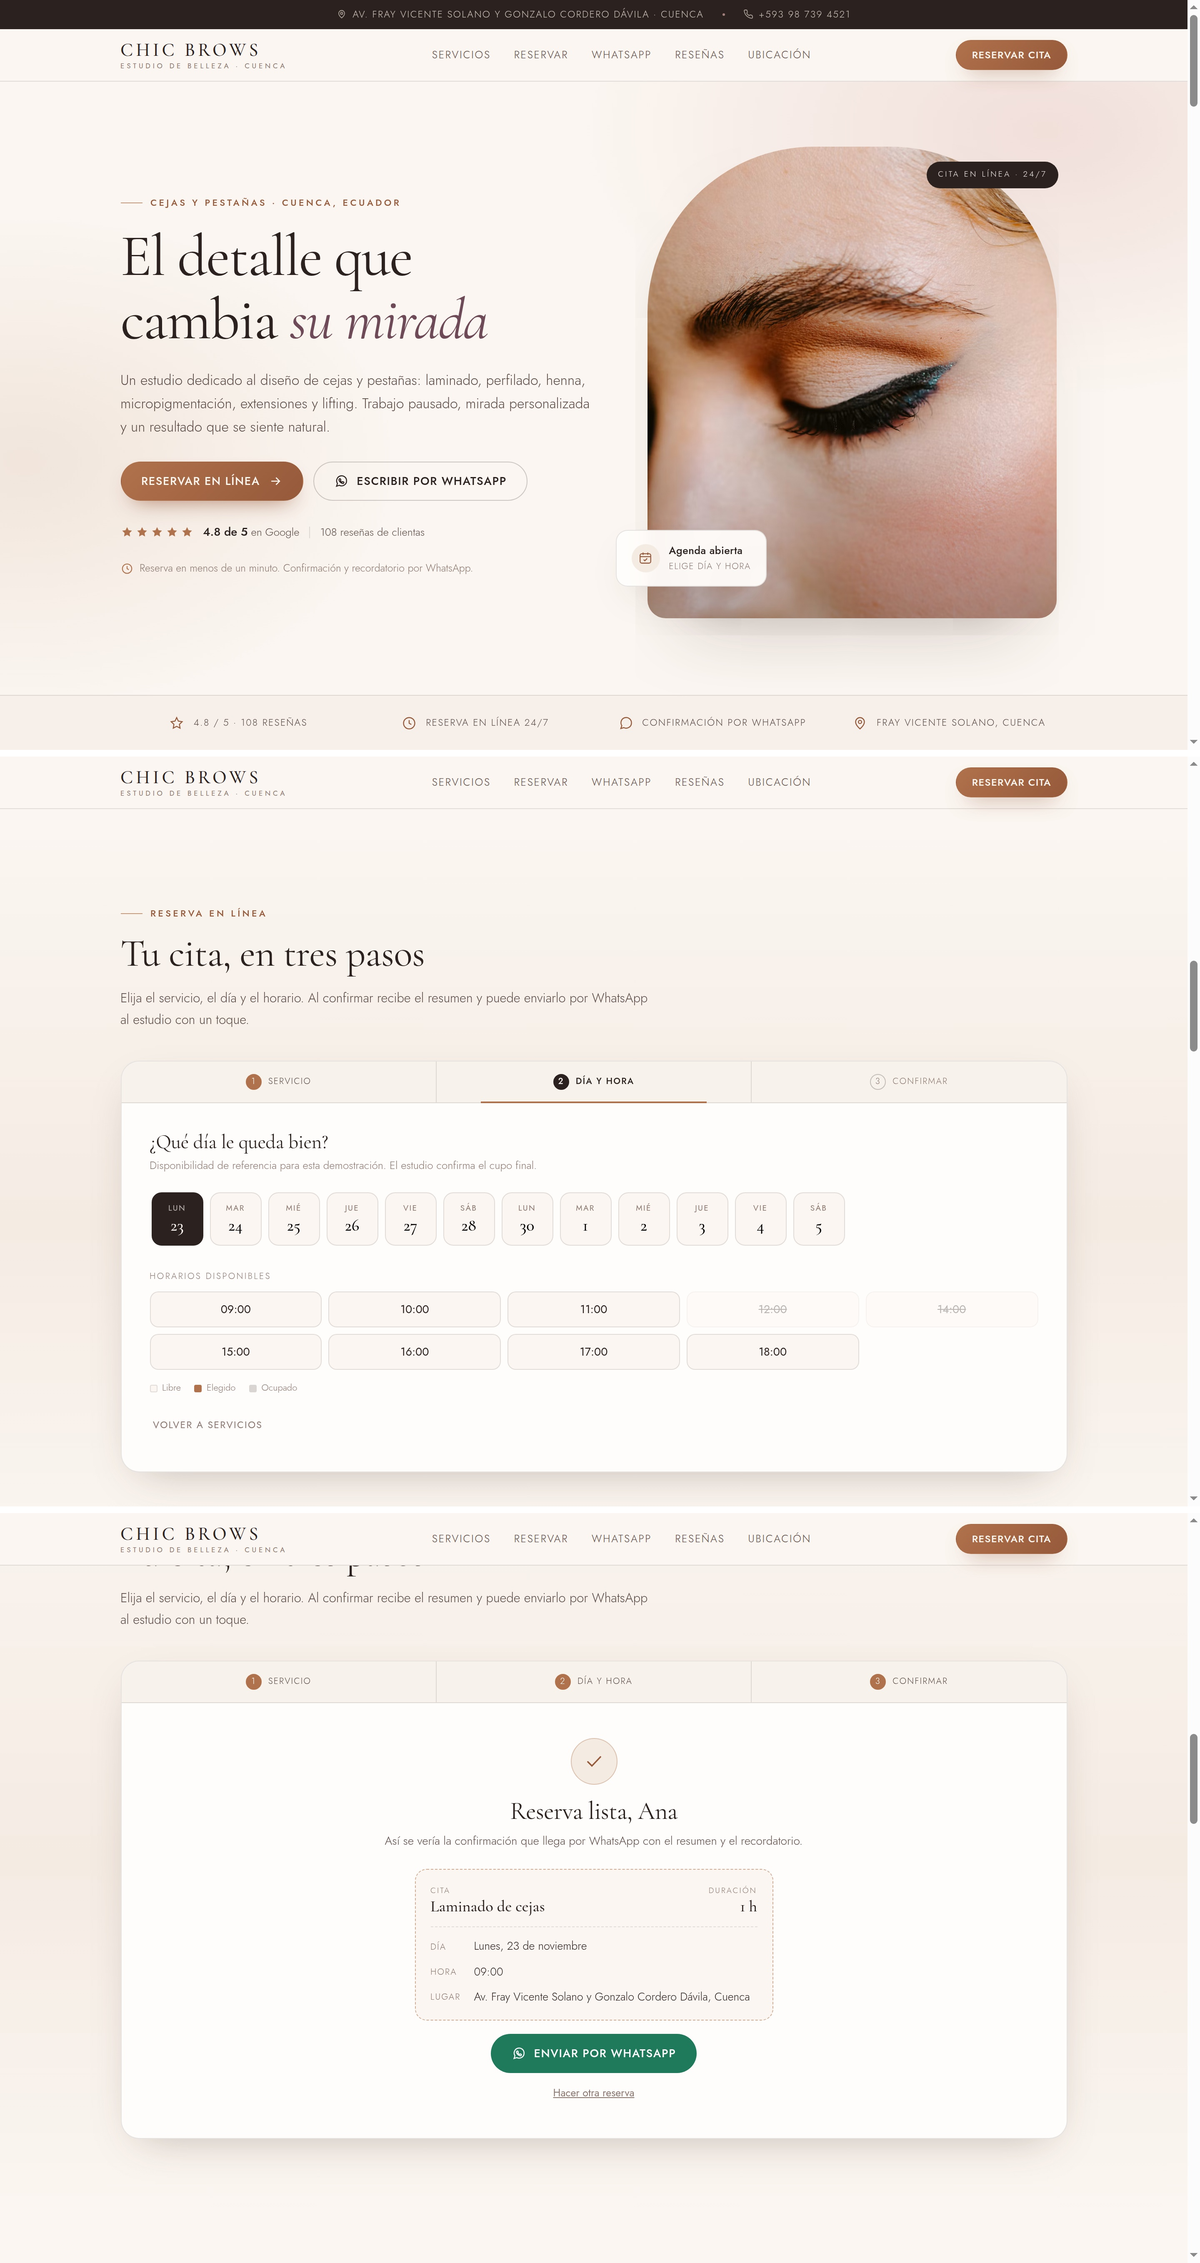 AV. FRAY VICENTE SOLANO Y GONZALO CORDERO DÁVILA · CUENCA • +593 98 739 4521
CHIC BROWS
ESTUDIO DE BELLEZA · CUENCA
SERVICIOS RESERVAR WHATSAPP RESEÑAS UBICACIÓN
RESERVAR CITA
CITA EN LÍNEA · 24/7
CEJAS Y PESTAÑAS · CUENCA, ECUADOR
El detalle que
cambia su mirada
Un estudio dedicado al diseño de cejas y pestañas: laminado, perfilado, henna,
micropigmentación, extensiones y lifting. Trabajo pausado, mirada personalizada
y un resultado que se siente natural.
RESERVAR EN LÍNEA → ESCRIBIR POR WHATSAPP
4.8 de 5 en Google 108 reseñas de clientas
Reserva en menos de un minuto. Confirmación y recordatorio por WhatsApp.
Agenda abierta
ELIGE DÍA Y HORA
4.8 / 5 · 108 RESEÑAS RESERVA EN LÍNEA 24/7 CONFIRMACIÓN POR WHATSAPP FRAY VICENTE SOLANO, CUENCA
CHIC BROWS
ESTUDIO DE BELLEZA · CUENCA
SERVICIOS RESERVAR WHATSAPP RESEÑAS UBICACIÓN
RESERVAR CITA
RESERVA EN LÍNEA
Tu cita, en tres pasos
Elija el servicio, el día y el horario. Al confirmar recibe el resumen y puede enviarlo por WhatsApp
al estudio con un toque.
1 SERVICIO 2 DÍA Y HORA 3 CONFIRMAR
¿Qué día le queda bien?
Disponibilidad de referencia para esta demostración. El estudio confirma el cupo final.
LUN MAR MIÉ JUE VIE SÁB LUN MAR MIÉ JUE VIE SÁB
23 24 25 26 27 28 30 1 2 3 4 5
HORARIOS DISPONIBLES
09:00 10:00 11:00 12:00 14:00
15:00 16:00 17:00 18:00
Libre Elegido Ocupado
VOLVER A SERVICIOS
CHIC BROWS
ESTUDIO DE BELLEZA · CUENCA
SERVICIOS RESERVAR WHATSAPP RESEÑAS UBICACIÓN
RESERVAR CITA
Elija el servicio, el día y el horario. Al confirmar recibe el resumen y puede enviarlo por WhatsApp
al estudio con un toque.
1 SERVICIO 2 DÍA Y HORA 3 CONFIRMAR
Reserva lista, Ana
Así se vería la confirmación que llega por WhatsApp con el resumen y el recordatorio.
CITA DURACIÓN
Laminado de cejas 1 h
DÍA Lunes, 23 de noviembre
HORA 09:00
LUGAR Av. Fray Vicente Solano y Gonzalo Cordero Dávila, Cuenca
ENVIAR POR WHATSAPP
Hacer otra reserva